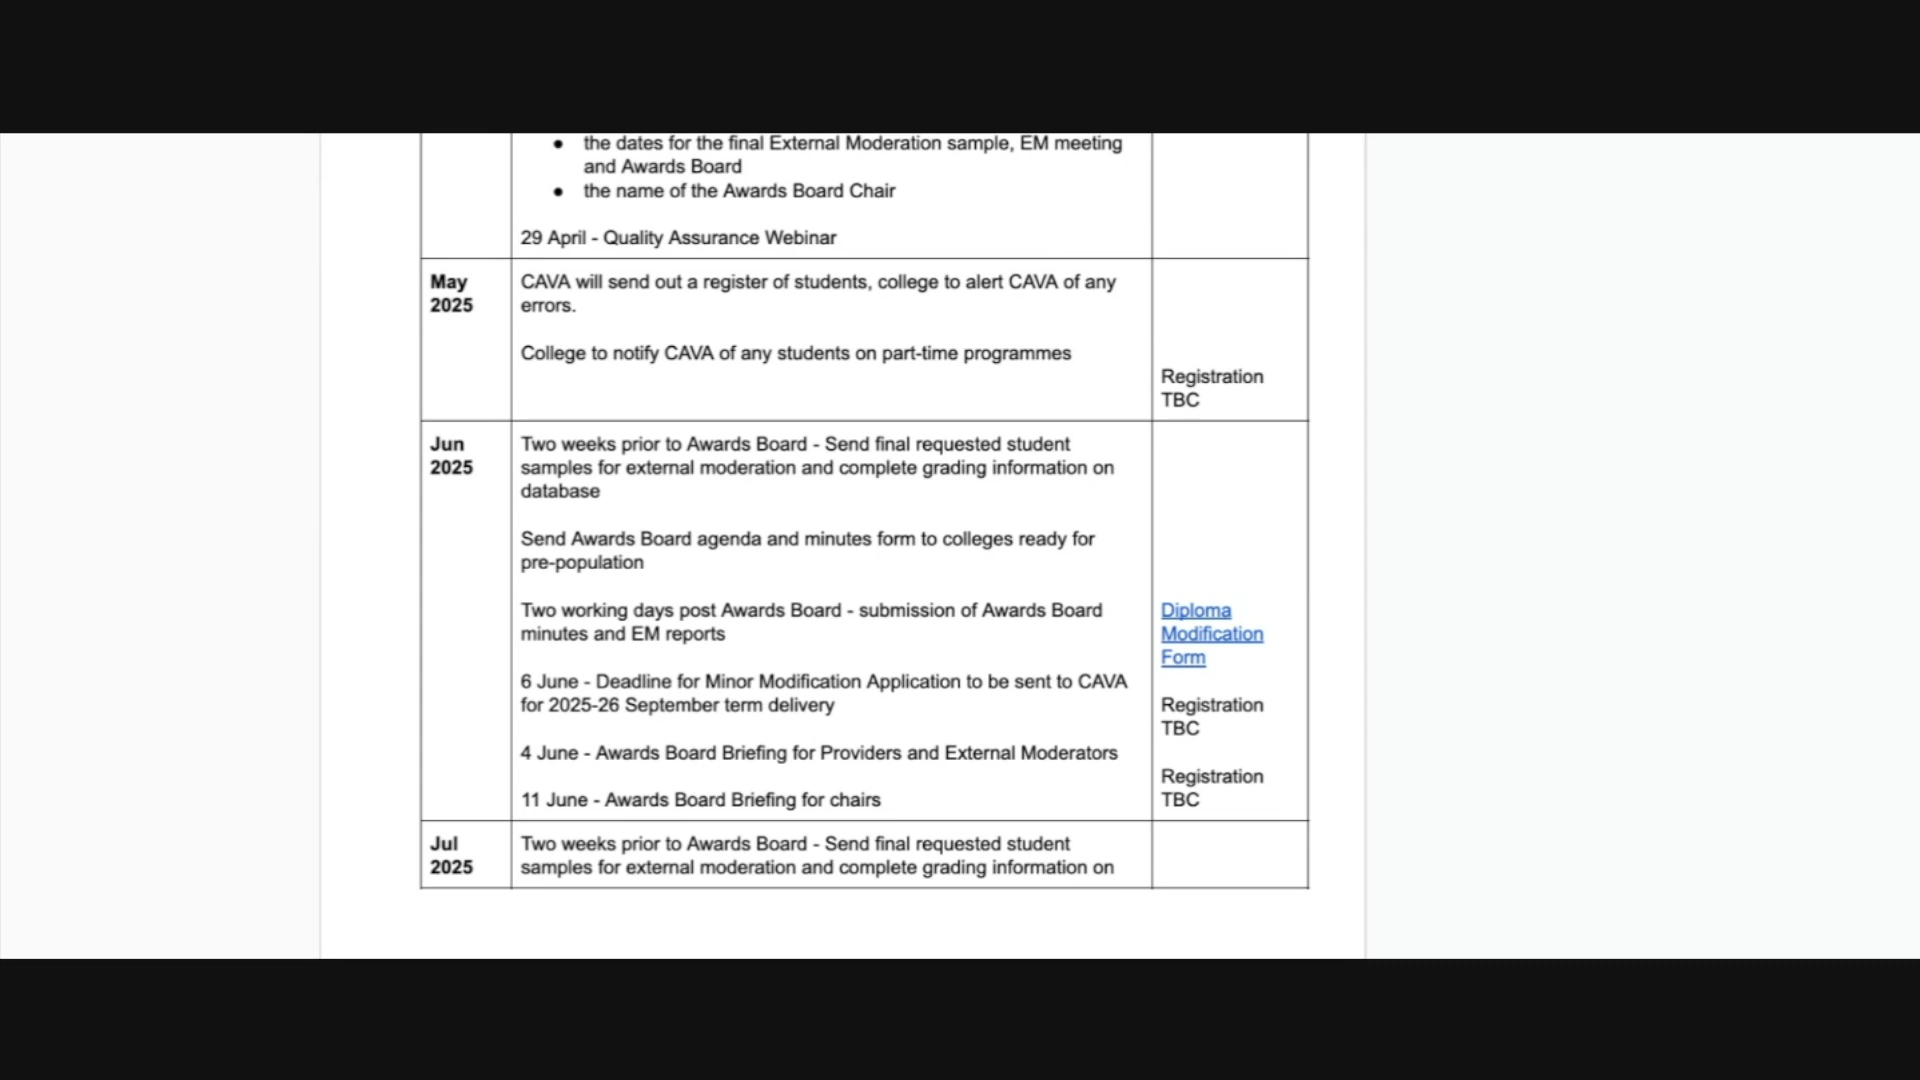 • the dates for the final External Moderation sample, EM meeting
and Awards Board
• the name of the Awards Board Chair
29 April - Quality Assurance Webinar
May
2025
CAVA will send out a register of students, college to alert CAVA of any
errors.
College to notify CAVA of any students on part-time programmes
Registration
TBC
Jun
2025
Two weeks prior to Awards Board - Send final requested student
samples for external moderation and complete grading information on
database
Send Awards Board agenda and minutes form to colleges ready for
pre-population
Two working days post Awards Board - submission of Awards Board
minutes and EM reports
6 June - Deadline for Minor Modification Application to be sent to CAVA
for 2025-26 September term delivery
4 June - Awards Board Briefing for Providers and External Moderators
11 June - Awards Board Briefing for chairs
Diploma
Modification
Form
Registration
TBC
Registration
TBC
Jul
2025
Two weeks prior to Awards Board - Send final requested student
samples for external moderation and complete grading information on